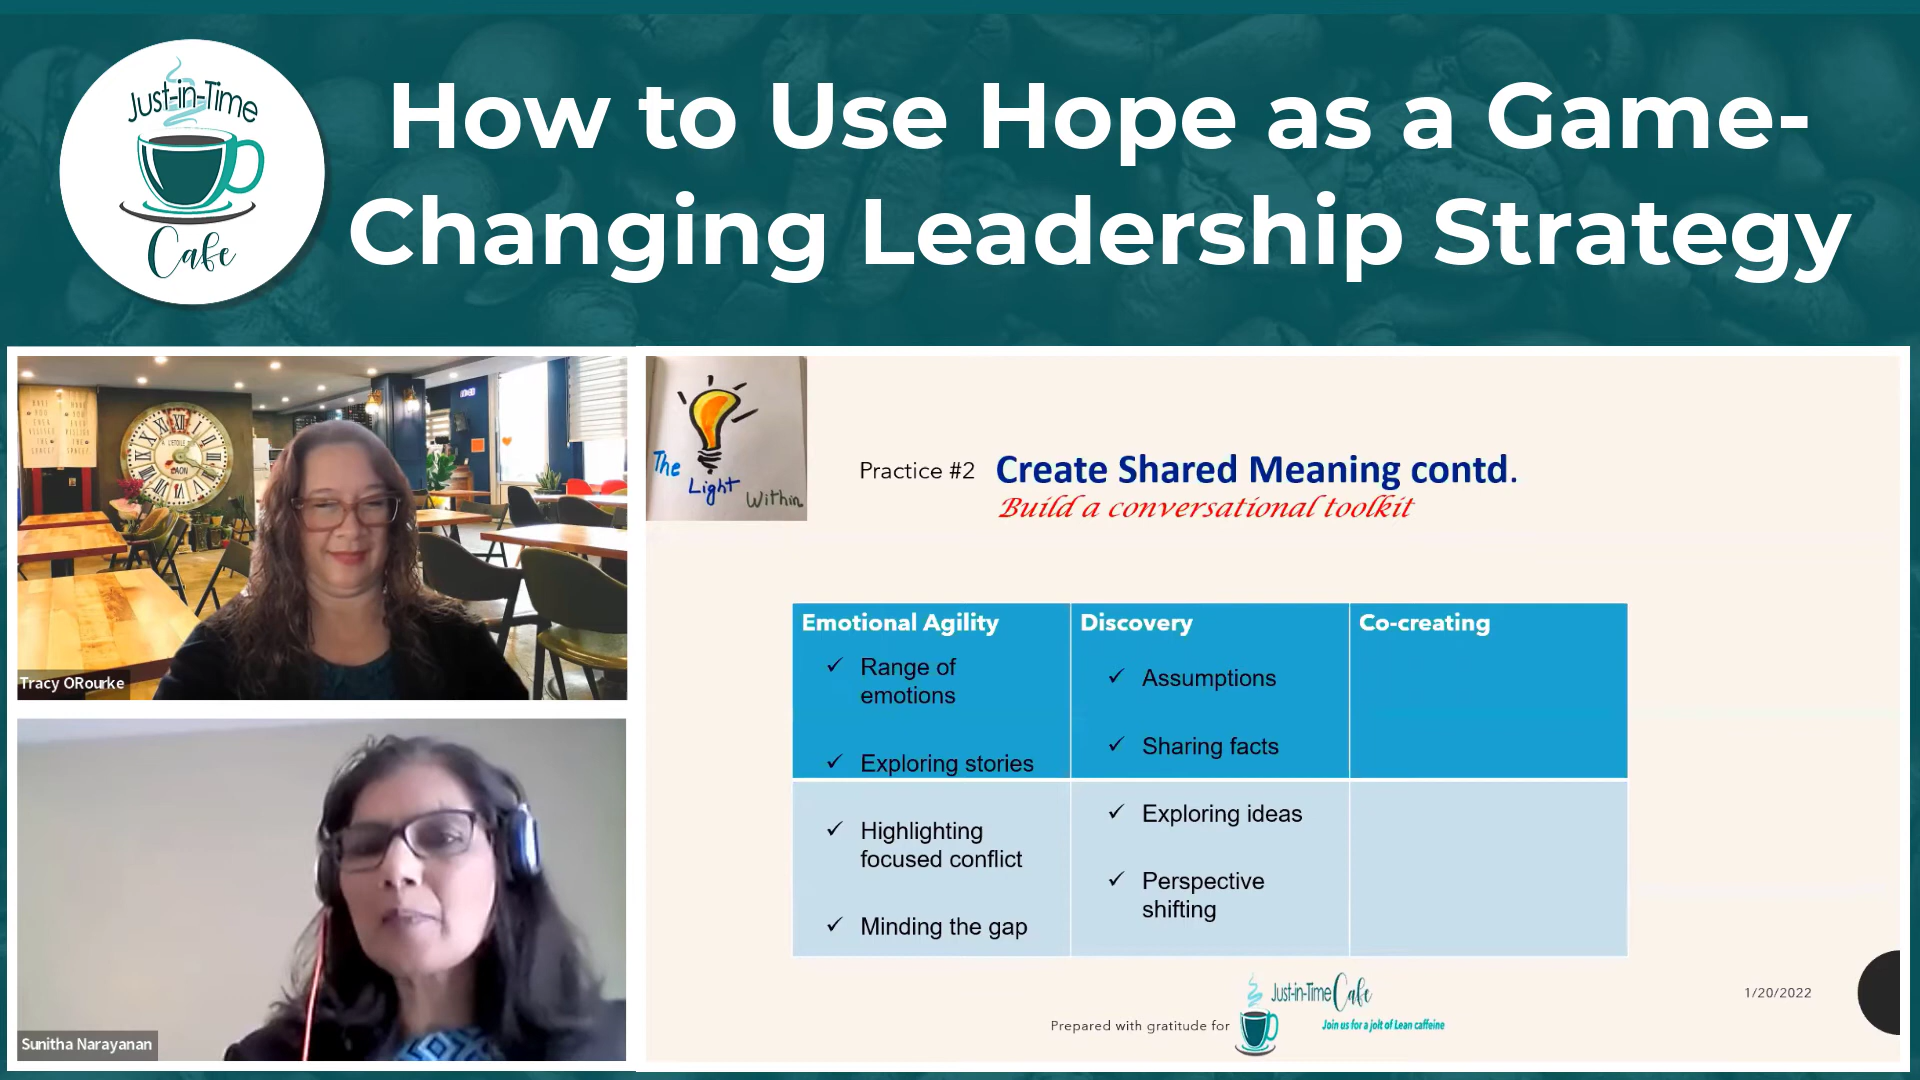 Just-in-Time
Cafe
How to Use Hope as a Game-
Changing Leadership Strategy
Tracy ORourke
Sunitha Narayanan
The
Light
Within
Practice #2 Create Shared Meaning contd.
Build a conversational toolkit
Emotional Agility
✓ Range of
emotions
✓ Exploring stories
✓ Highlighting
focused conflict
✓ Minding the gap
Discovery
✓ Assumptions
✓ Sharing facts
✓ Exploring ideas
✓ Perspective
shifting
Co-creating
Prepared with gratitude for
Just-in-Time Cafe
Join us for a jolt of Lean caffeine
1/20/2022